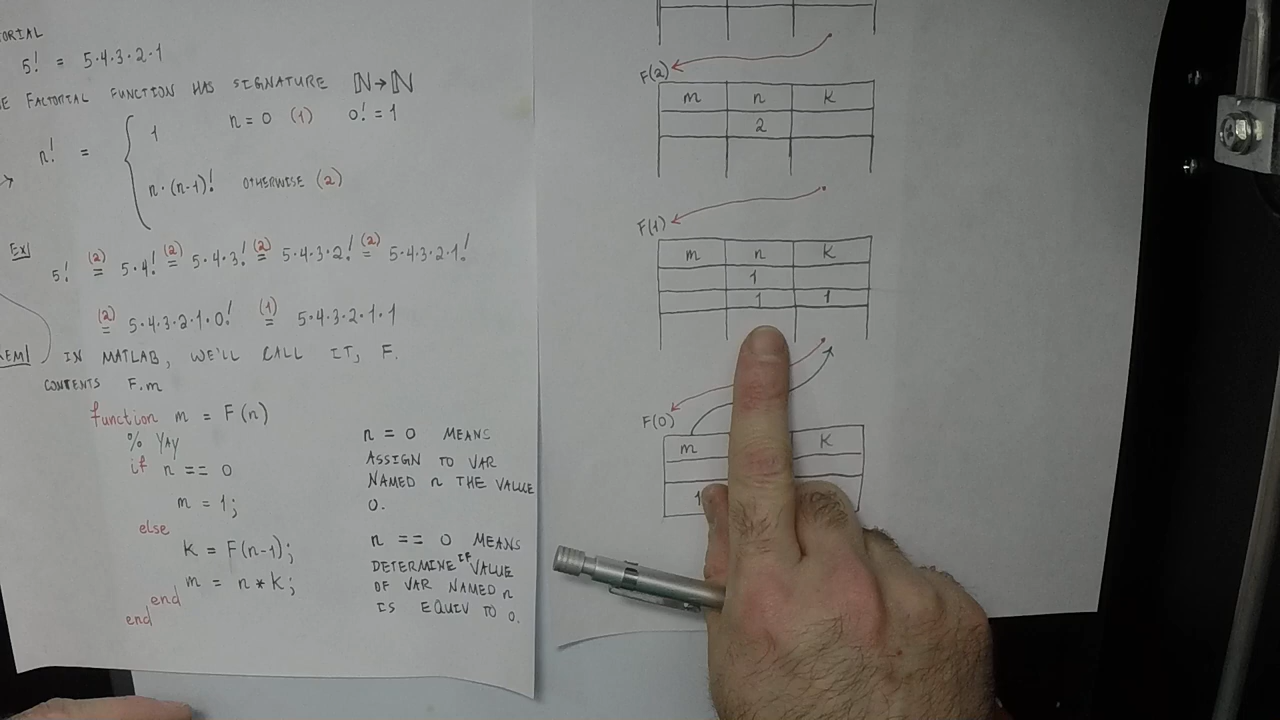 TORIAL
5! = 5·4·3·2·1
E FACTORIAL FUNCTION HAS SIGNATURE ℕ→ℕ
n! = { 1 n = 0 (1) 0! = 1
n·(n-1)! OTHERWISE (2)
EX
5! (2)= 5·4! (2)= 5·4·3! (2)= 5·4·3·2! (2)= 5·4·3·2·1!
(2)= 5·4·3·2·1·0! (1)= 5·4·3·2·1·1
EM IN MATLAB, WE'LL CALL IT, F.
CONTENTS F.m
function m = F(n)
% YAY
if n == 0
m = 1;
else
K = F(n-1);
m = n*K;
end
end
n = 0 MEANS
ASSIGN TO VAR
NAMED n THE VALUE
0.
n == 0 MEANS
DETERMINE IF VALUE
OF VAR NAMED n
IS EQUIV TO 0.
F(2)
m n K
2
F(1)
m n K
1
1 1
F(0)
m K
1